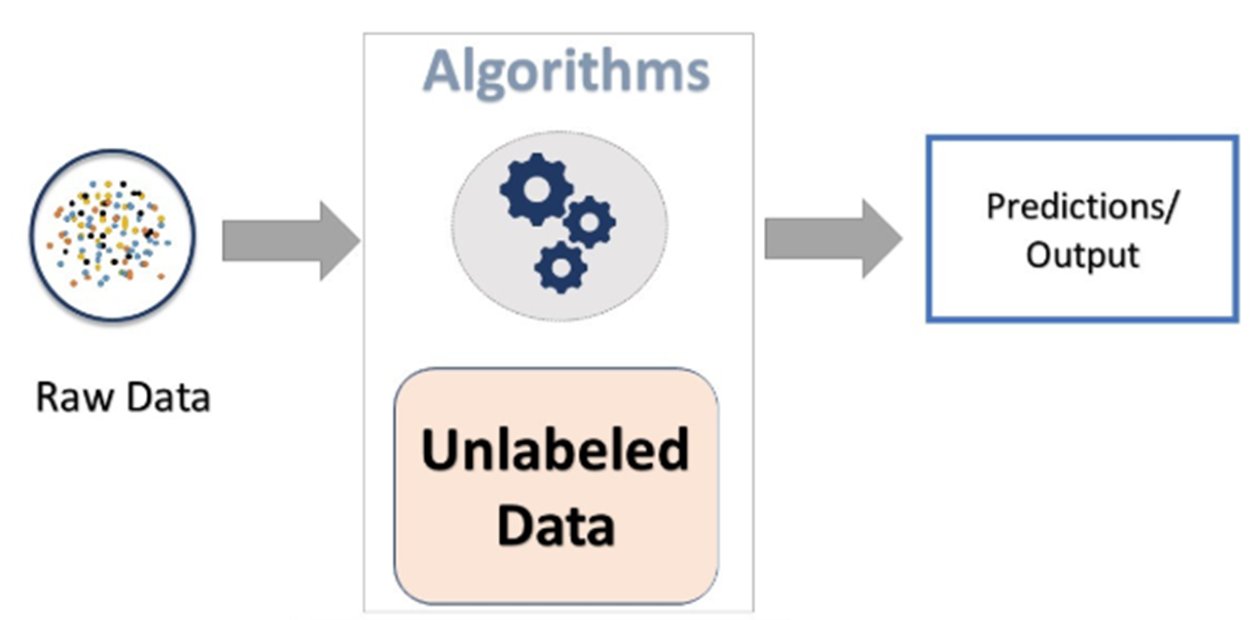 Algorithms
Raw Data
Unlabeled
Data
Predictions/
Output